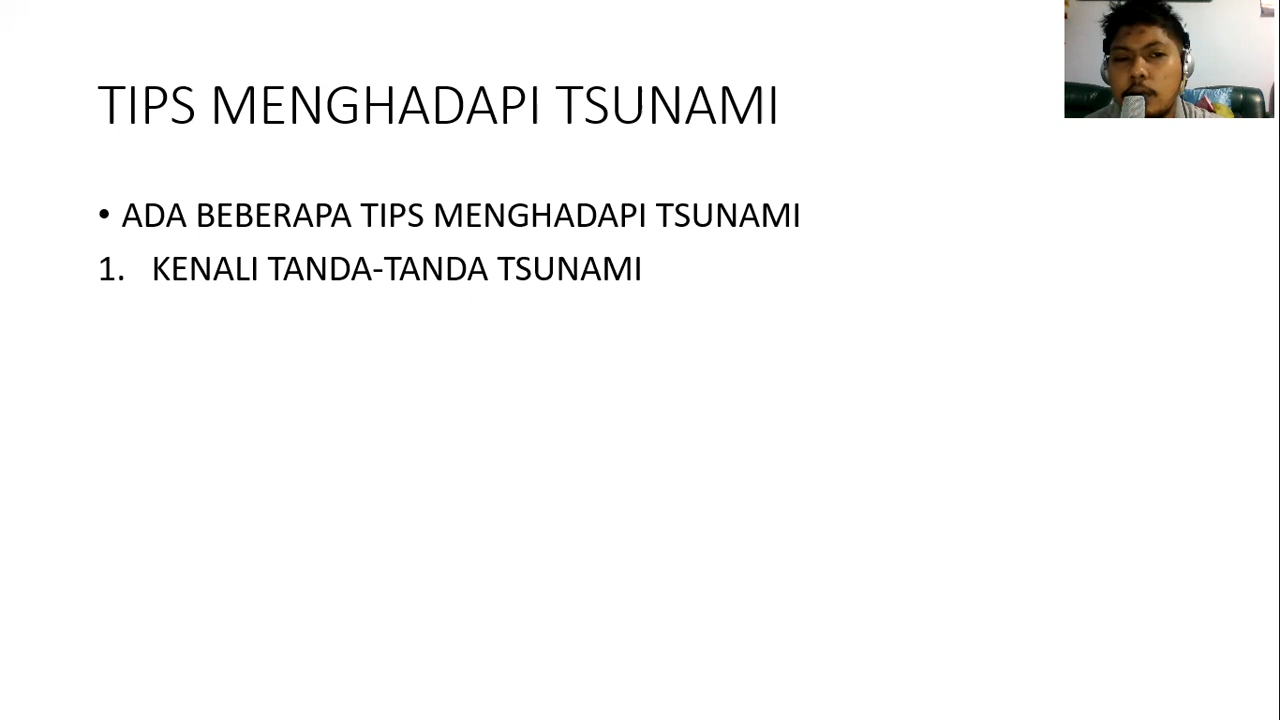 TIPS MENGHADAPI TSUNAMI
• ADA BEBERAPA TIPS MENGHADAPI TSUNAMI
1. KENALI TANDA-TANDA TSUNAMI